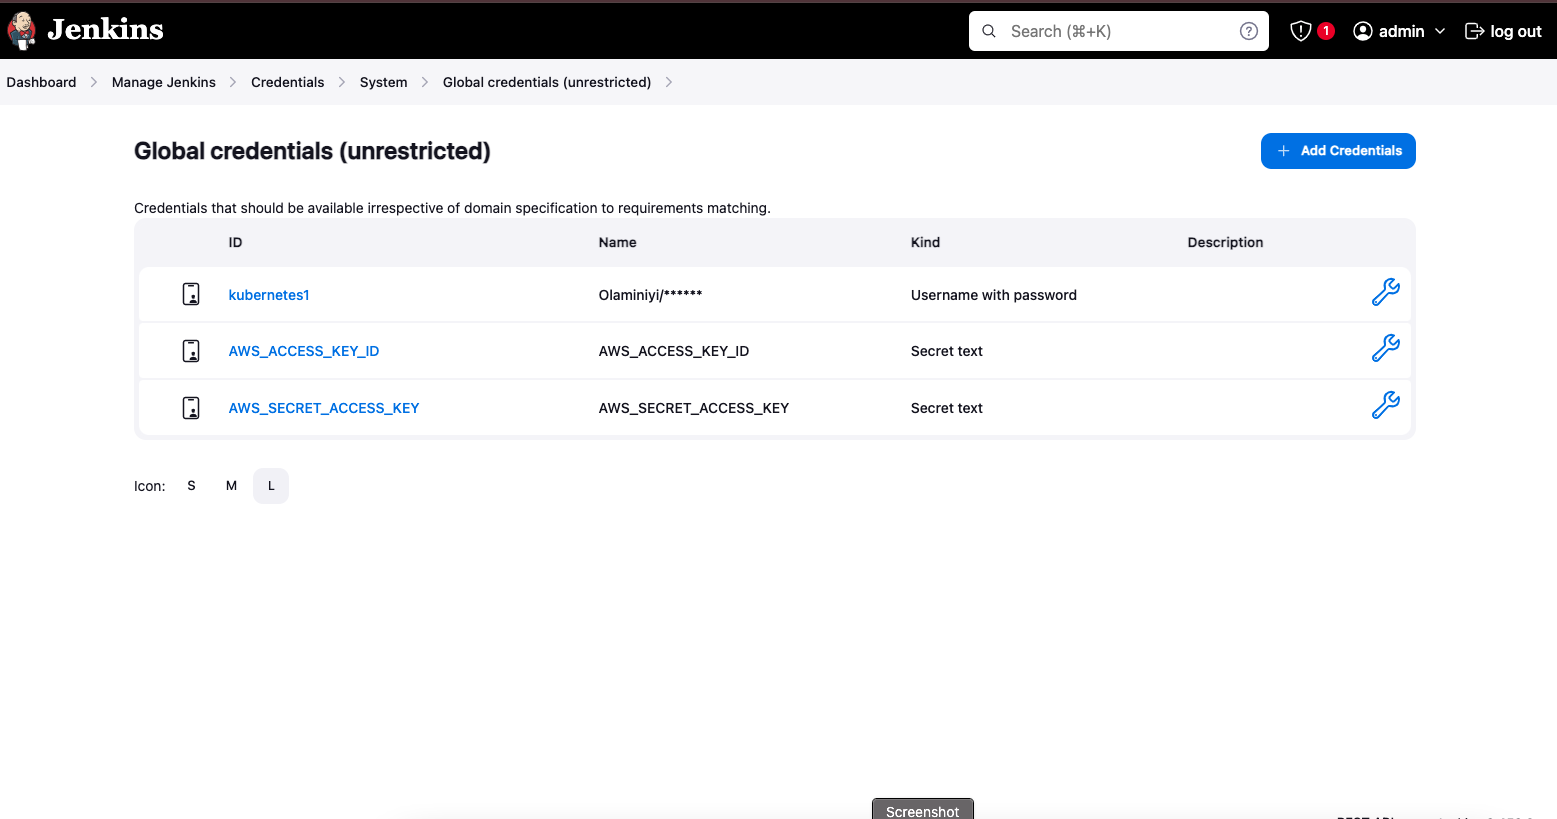 Jenkins
Search (⌘+K)
1
admin
log out
Dashboard
Manage Jenkins
Credentials
System
Global credentials (unrestricted)
Global credentials (unrestricted)
+ Add Credentials
Credentials that should be available irrespective of domain specification to requirements matching.
ID Name Kind Description
kubernetes1 Olaminiyi/****** Username with password
AWS_ACCESS_KEY_ID AWS_ACCESS_KEY_ID Secret text
AWS_SECRET_ACCESS_KEY AWS_SECRET_ACCESS_KEY Secret text
Icon: S M L
Screenshot
REST API